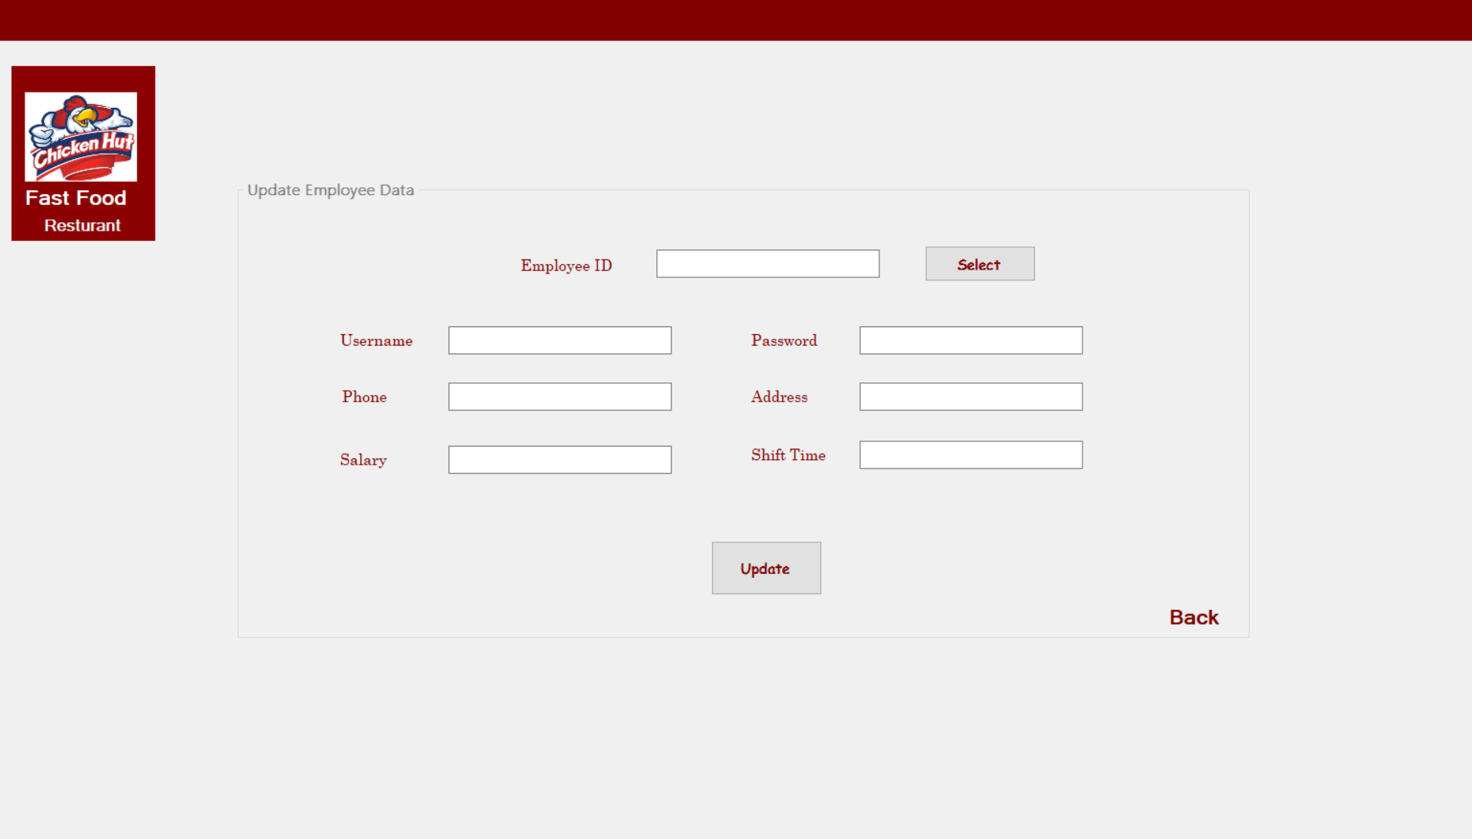 Chicken Hut
Fast Food
Resturant
Update Employee Data
Employee ID
Select
Username
Password
Phone
Address
Salary
Shift Time
Update
Back